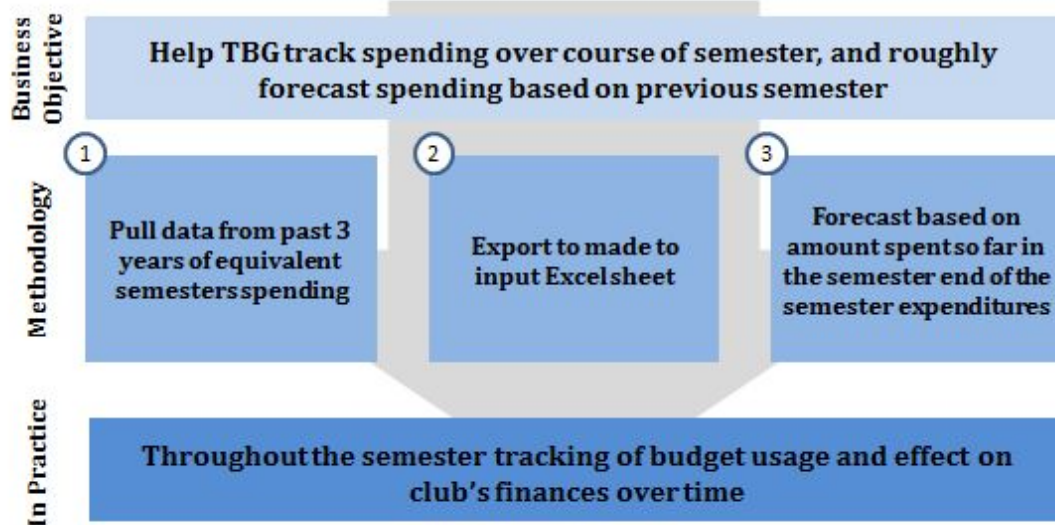 Business
Objective
Help TBG track spending over course of semester, and roughly
forecast spending based on previous semester
Methodology
1
Pull data from past 3
years of equivalent
semesters spending
2
Export to made to
input Excel sheet
3
Forecast based on
amount spent so far in
the semester end of the
semester expenditures
In Practice
Throughout the semester tracking of budget usage and effect on
club's finances over time